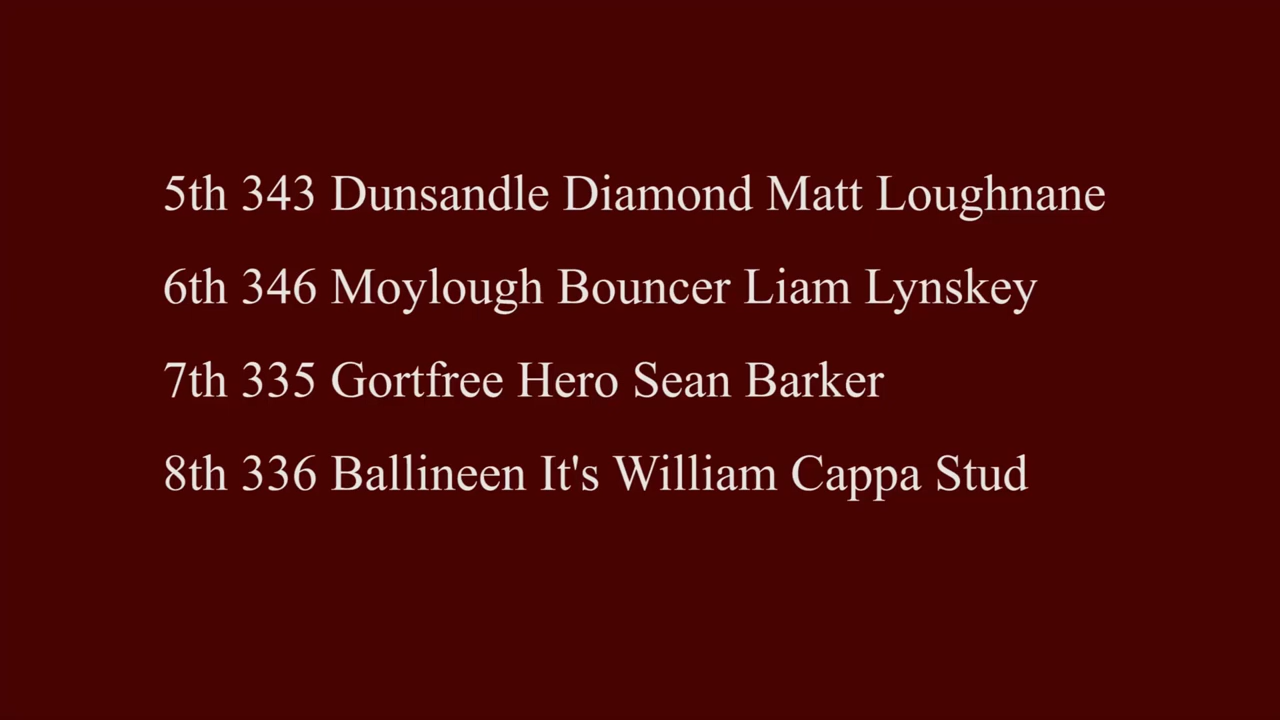 5th 343 Dunsandle Diamond Matt Loughnane
6th 346 Moylough Bouncer Liam Lynskey
7th 335 Gortfree Hero Sean Barker
8th 336 Ballineen It's William Cappa Stud